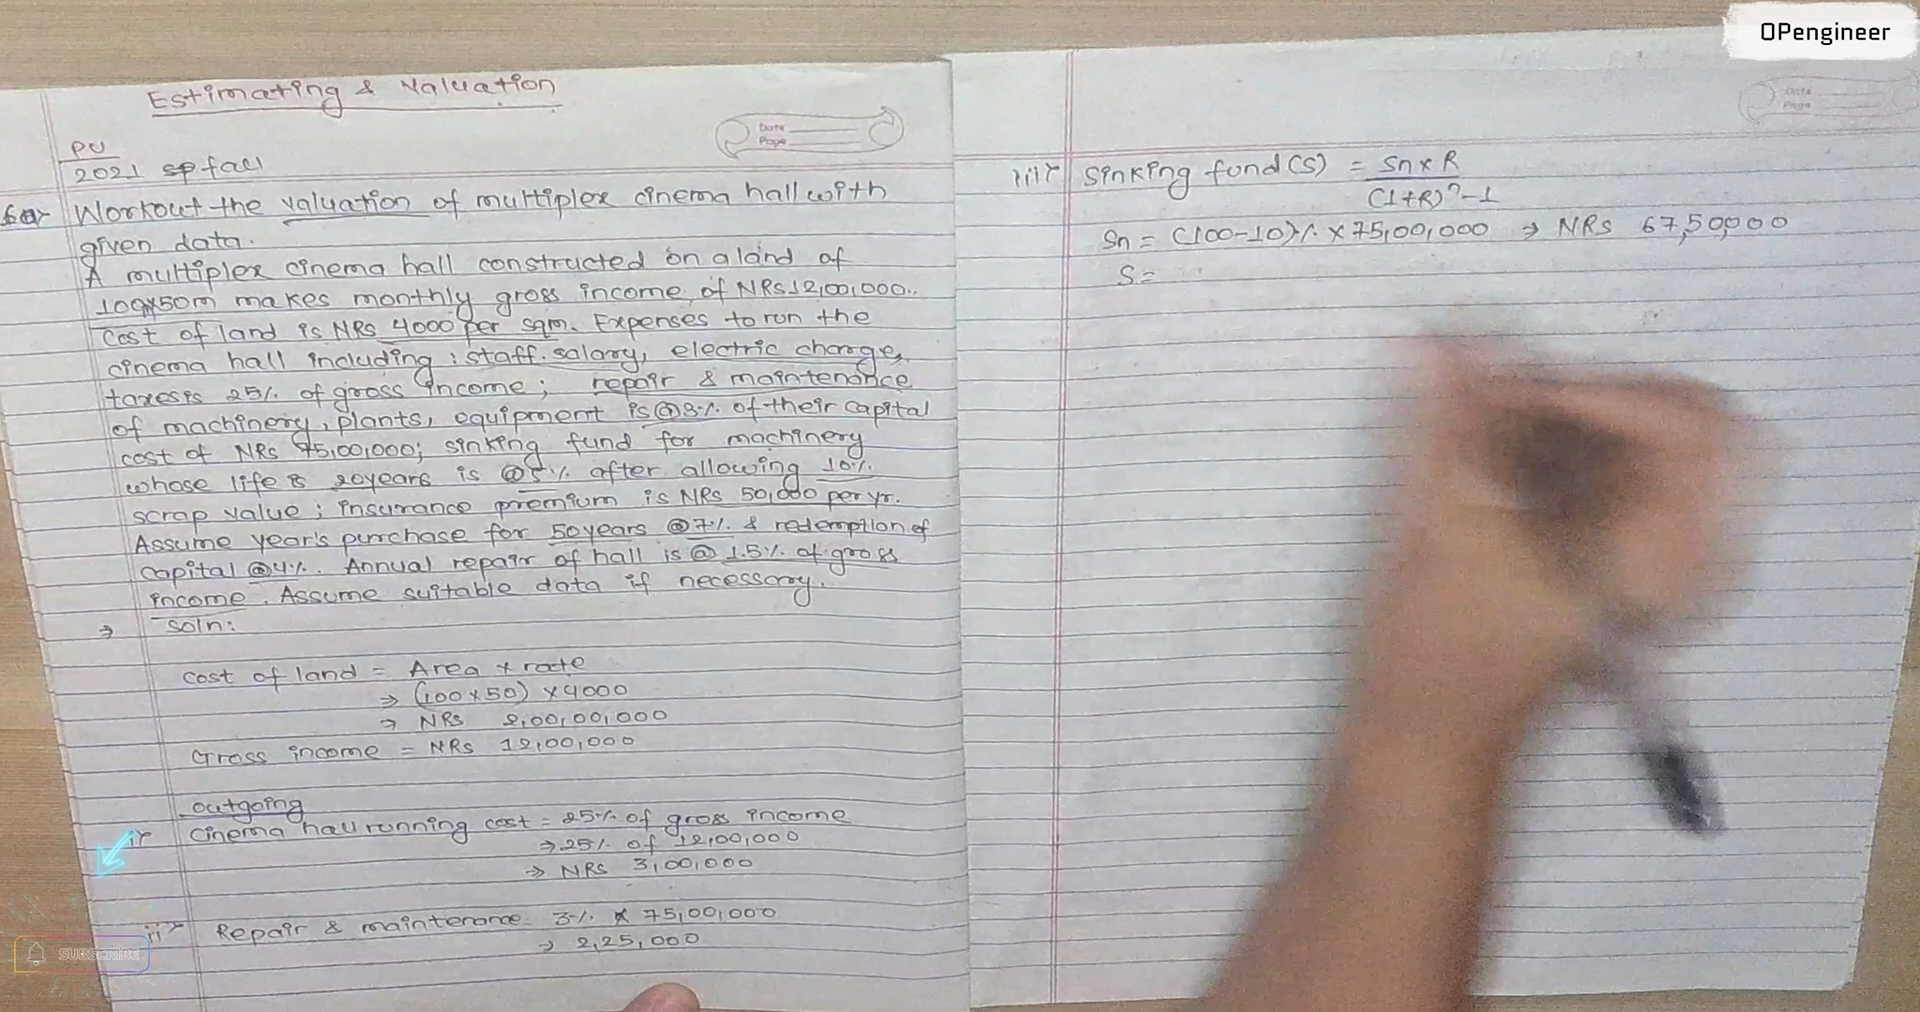 OPengineer
Estimating & Valuation
Date
Page
PU
2021 fall
6a> Workout the valuation of multiplex cinema hall with
given data.
A multiplex cinema hall constructed on a land of
100x50m makes monthly gross income of NRs 12,00,000..
Cost of land is NRs 4000 per sqm. Expenses to run the
cinema hall including : staff salary, electric charge,
taxes is 25% of gross income ; repair & maintenance
of machinery, plants, equipment is @ 3% of their capital
cost of NRs 75,00,000; sinking fund for machinery
whose life is 20years is @ 5% after allowing 10%
scrap value ; insurance premium is NRs 50,000 per yr.
Assume year's purchase for 50years @ 7% & redemption of
capital @ 4%. Annual repair of hall is @ 1.5% of gross
income. Assume suitable data if necessary.
⇒ Soln:
Cost of land = Area x rate
⇒ (100 x 50) x 4000
⇒ NRs 2,00,00,000
Gross income = NRs 12,00,000
outgoing
i> Cinema hall running cost = 25% of gross income
⇒ 25% of 12,00,000
⇒ NRs 3,00,000
ii> Repair & maintenance 3% x 75,00,000
⇒ 2,25,000
SUBSCRIBE
Date
Page
iii> Sinking fund (S) = Sn x R
(1+R)ⁿ - 1
Sn = (100-10)% x 75,00,000 ⇒ NRs 67,50,000
S =